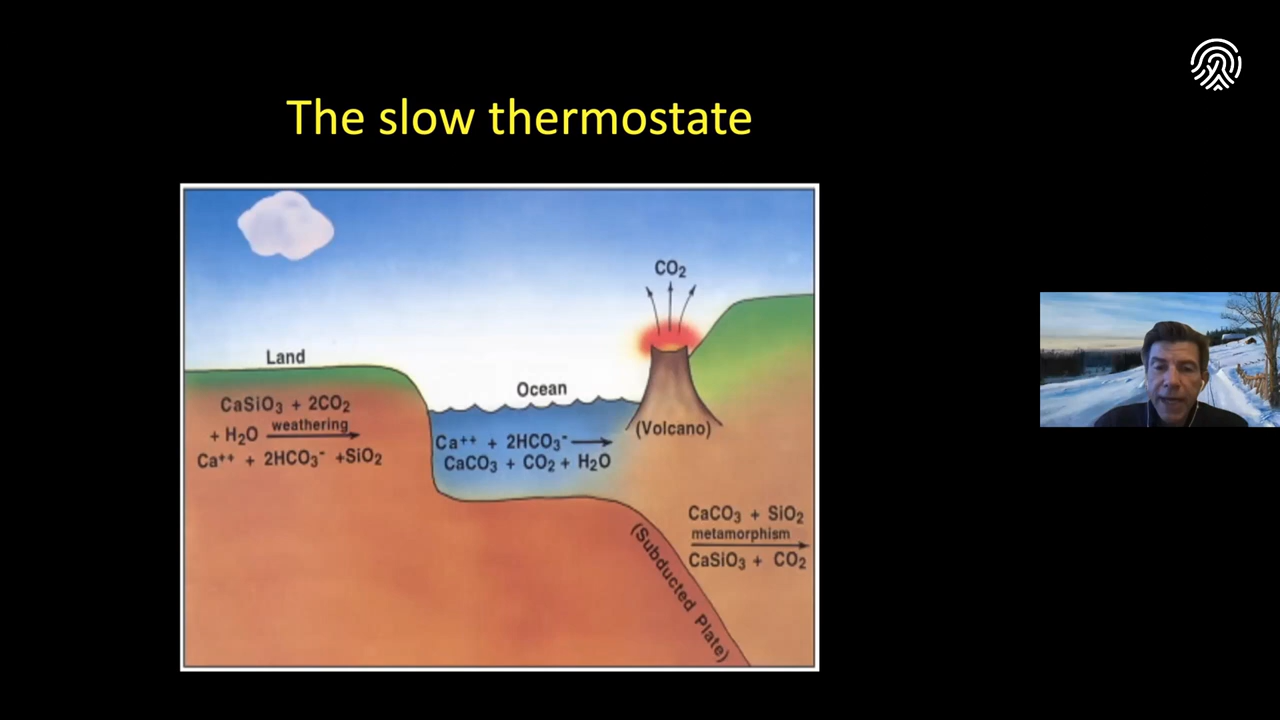 The slow thermostate
CO₂
Land
Ocean
CaSiO₃ + 2CO₂
+ H₂O weathering
Ca⁺⁺ + 2HCO₃⁻ +SiO₂
Ca⁺⁺ + 2HCO₃⁻
CaCO₃ + CO₂ + H₂O
(Volcano)
CaCO₃ + SiO₂
metamorphism
CaSiO₃ + CO₂
(Subducted Plate)